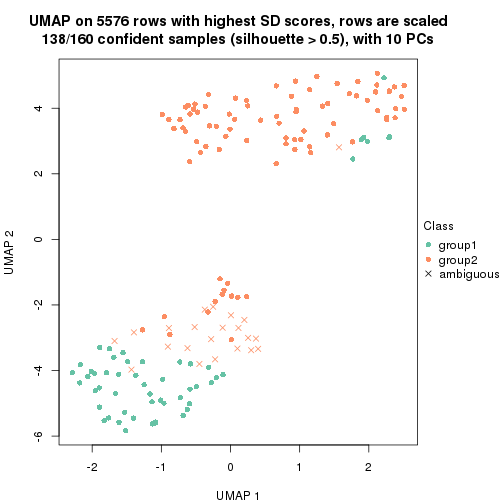 UMAP on 5576 rows with highest SD scores, rows are scaled
138/160 confident samples (silhouette > 0.5), with 10 PCs
4
2
0
-2
-4
-6
UMAP 2
-2
-1
0
1
2
UMAP 1
Class
group1
group2
ambiguous